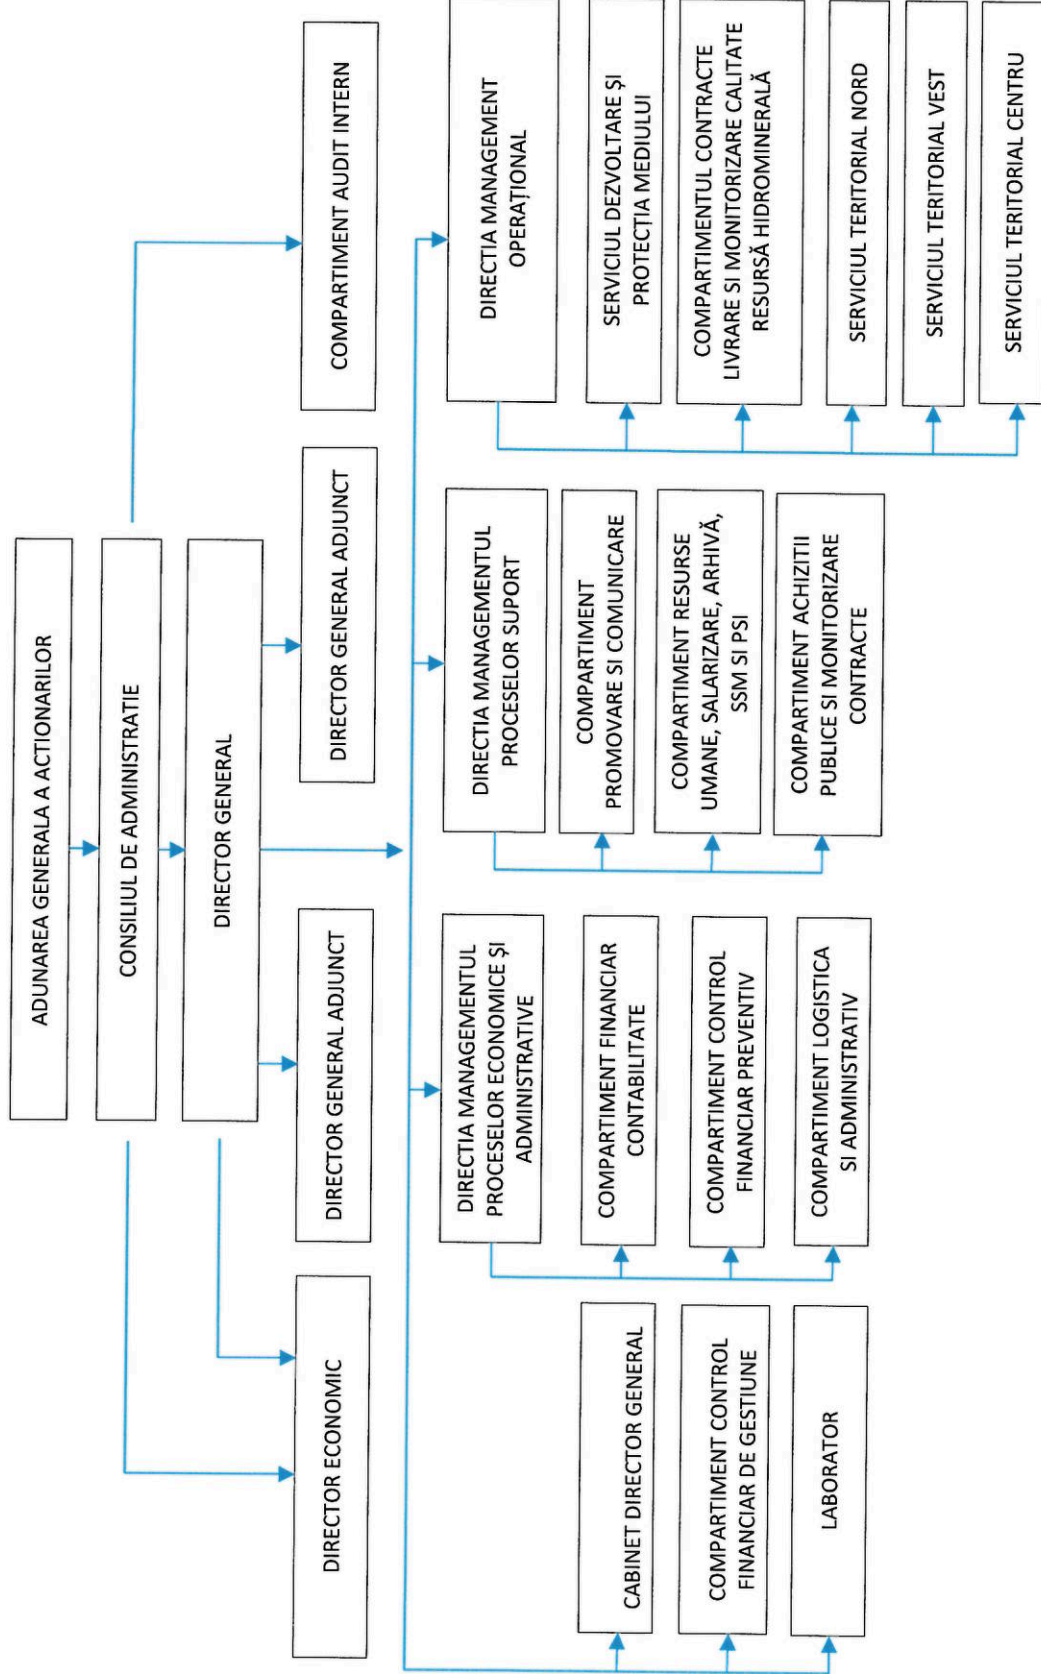 ADUNAREA GENERALA A ACTIONARILOR
CONSILIUL DE ADMINISTRATIE
DIRECTOR GENERAL
DIRECTOR ECONOMIC
DIRECTOR GENERAL ADJUNCT
DIRECTOR GENERAL ADJUNCT
COMPARTIMENT AUDIT INTERN
CABINET DIRECTOR GENERAL
COMPARTIMENT CONTROL
FINANCIAR DE GESTIUNE
LABORATOR
DIRECTIA MANAGEMENTUL
PROCESELOR ECONOMICE ȘI
ADMINISTRATIVE
COMPARTIMENT FINANCIAR
CONTABILITATE
COMPARTIMENT CONTROL
FINANCIAR PREVENTIV
COMPARTIMENT LOGISTICA
SI ADMINISTRATIV
DIRECTIA MANAGEMENTUL
PROCESELOR SUPORT
COMPARTIMENT
PROMOVARE SI COMUNICARE
COMPARTIMENT RESURSE
UMANE, SALARIZARE, ARHIVĂ,
SSM SI PSI
COMPARTIMENT ACHIZITII
PUBLICE SI MONITORIZARE
CONTRACTE
DIRECTIA MANAGEMENT
OPERAȚIONAL
SERVICIUL DEZVOLTARE ȘI
PROTECȚIA MEDIULUI
COMPARTIMENTUL CONTRACTE
LIVRARE SI MONITORIZARE CALITATE
RESURSĂ HIDROMINERALĂ
SERVICIUL TERITORIAL NORD
SERVICIUL TERITORIAL VEST
SERVICIUL TERITORIAL CENTRU